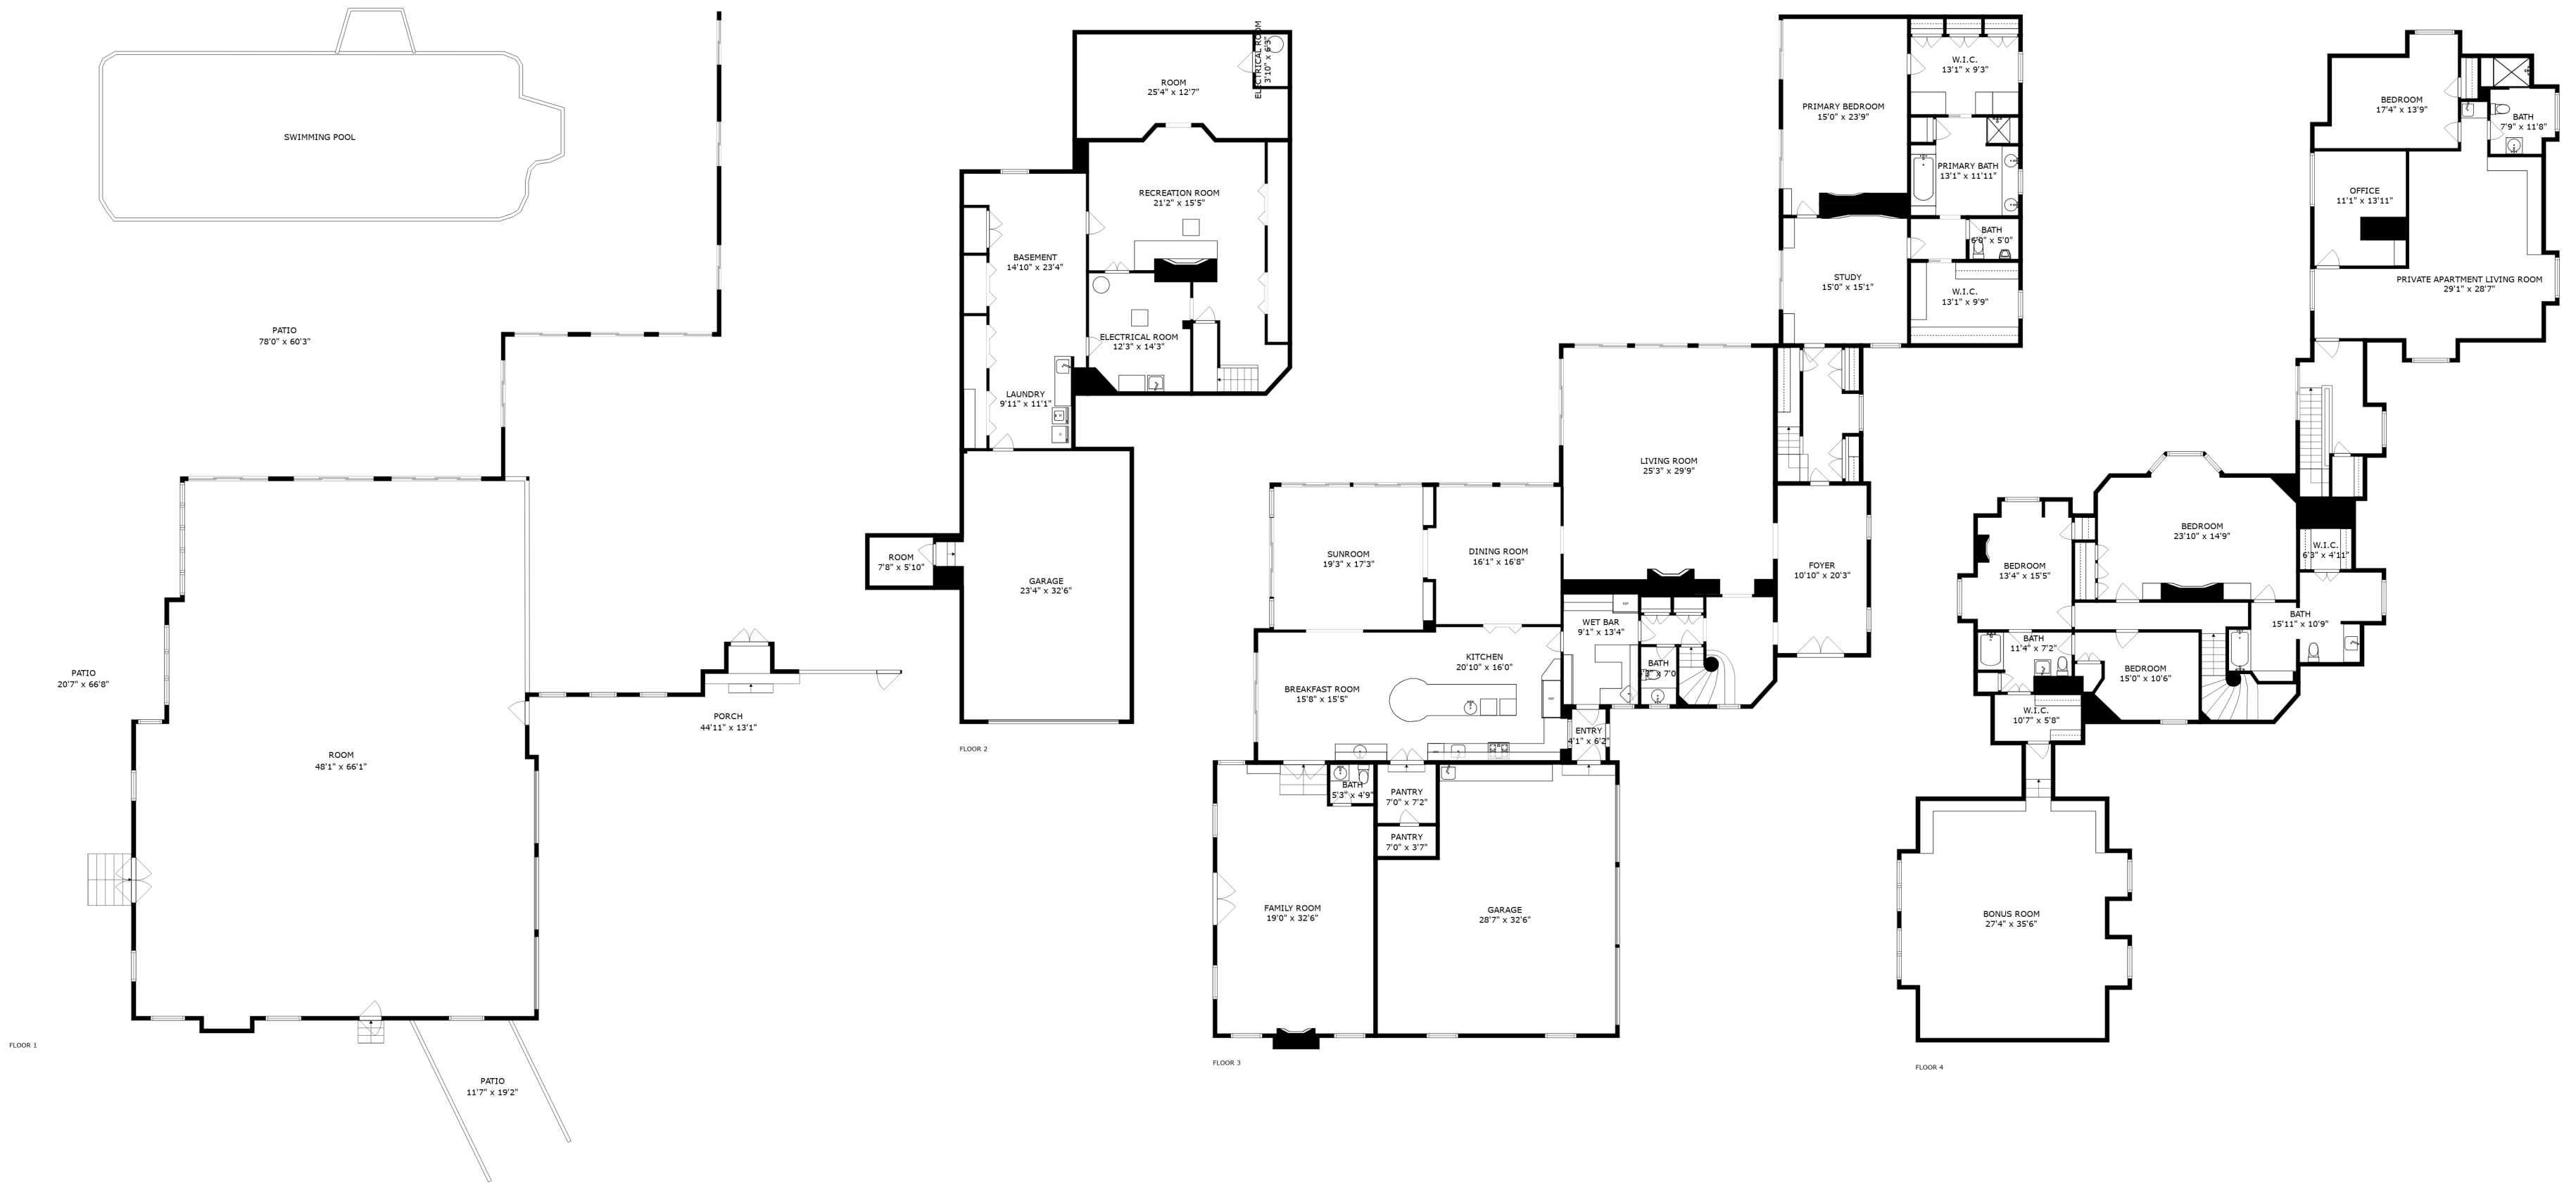 SWIMMING POOL
PATIO
78'0" x 60'3"
PATIO
20'7" x 66'8"
ROOM
48'1" x 66'1"
PORCH
44'11" x 13'1"
PATIO
11'7" x 19'2"
FLOOR 1
ROOM
25'4" x 12'7"
ELECTRICAL ROOM
3'10" x 6'3"
RECREATION ROOM
21'2" x 15'5"
BASEMENT
14'10" x 23'4"
ELECTRICAL ROOM
12'3" x 14'3"
LAUNDRY
9'11" x 11'1"
ROOM
7'8" x 5'10"
GARAGE
23'4" x 32'6"
FLOOR 2
PRIMARY BEDROOM
15'0" x 23'9"
W.I.C.
13'1" x 9'3"
PRIMARY BATH
13'1" x 11'11"
BATH
6'0" x 5'0"
STUDY
15'0" x 15'1"
W.I.C.
13'1" x 9'9"
LIVING ROOM
25'3" x 29'9"
SUNROOM
19'3" x 17'3"
DINING ROOM
16'1" x 16'8"
FOYER
10'10" x 20'3"
WET BAR
9'1" x 13'4"
KITCHEN
20'10" x 16'0"
BREAKFAST ROOM
15'8" x 15'5"
BATH
ENTRY
4'1" x 6'2"
BATH
5'3" x 4'9"
PANTRY
7'0" x 7'2"
PANTRY
7'0" x 3'7"
FAMILY ROOM
19'0" x 32'6"
GARAGE
28'7" x 32'6"
FLOOR 3
BEDROOM
17'4" x 13'9"
BATH
7'9" x 11'8"
OFFICE
11'1" x 13'11"
PRIVATE APARTMENT LIVING ROOM
29'1" x 28'7"
BEDROOM
23'10" x 14'9"
W.I.C.
6'3" x 4'11"
BEDROOM
13'4" x 15'5"
BATH
15'11" x 10'9"
BATH
11'4" x 7'2"
BEDROOM
15'0" x 10'6"
W.I.C.
10'7" x 5'8"
BONUS ROOM
27'4" x 35'6"
FLOOR 4